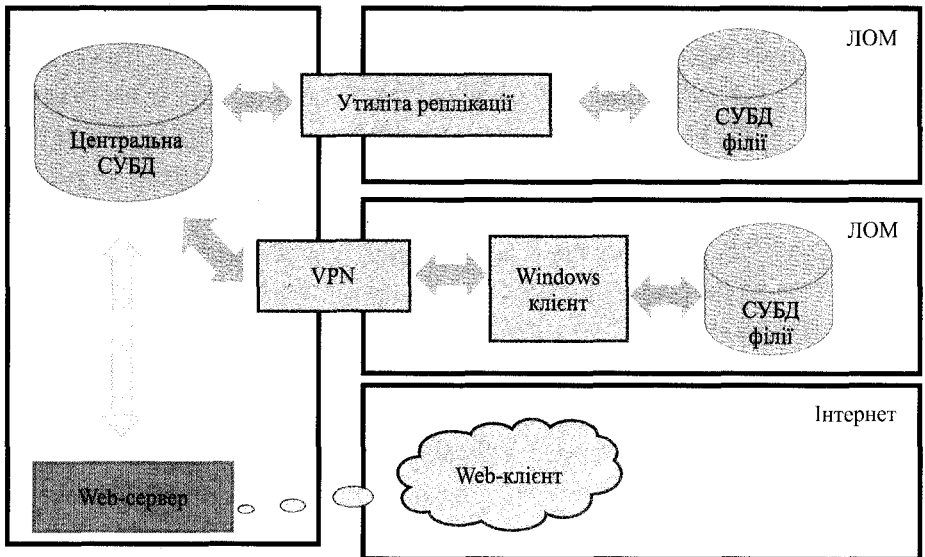 ЛОМ
Центральна
СУБД
Утиліта реплікації
СУБД
філії
ЛОМ
VPN
Windows
клієнт
СУБД
філії
Інтернет
Web-клієнт
Web-сервер